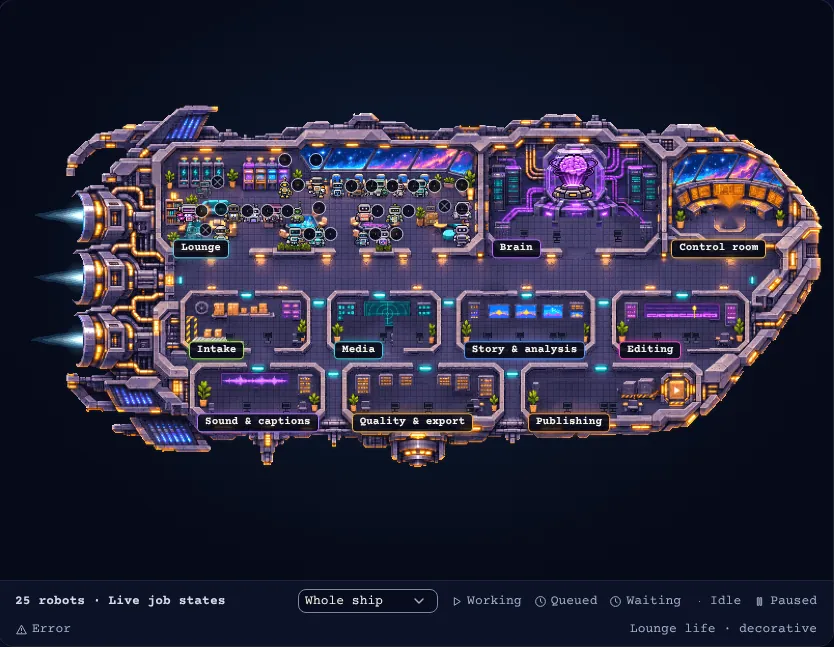 Lounge
Brain
Control room
Intake
Media
Story & analysis
Editing
Sound & captions
Quality & export
Publishing
25 robots · Live job states
Whole ship
Working
Queued
Waiting
Idle
Paused
Error
Lounge life · decorative